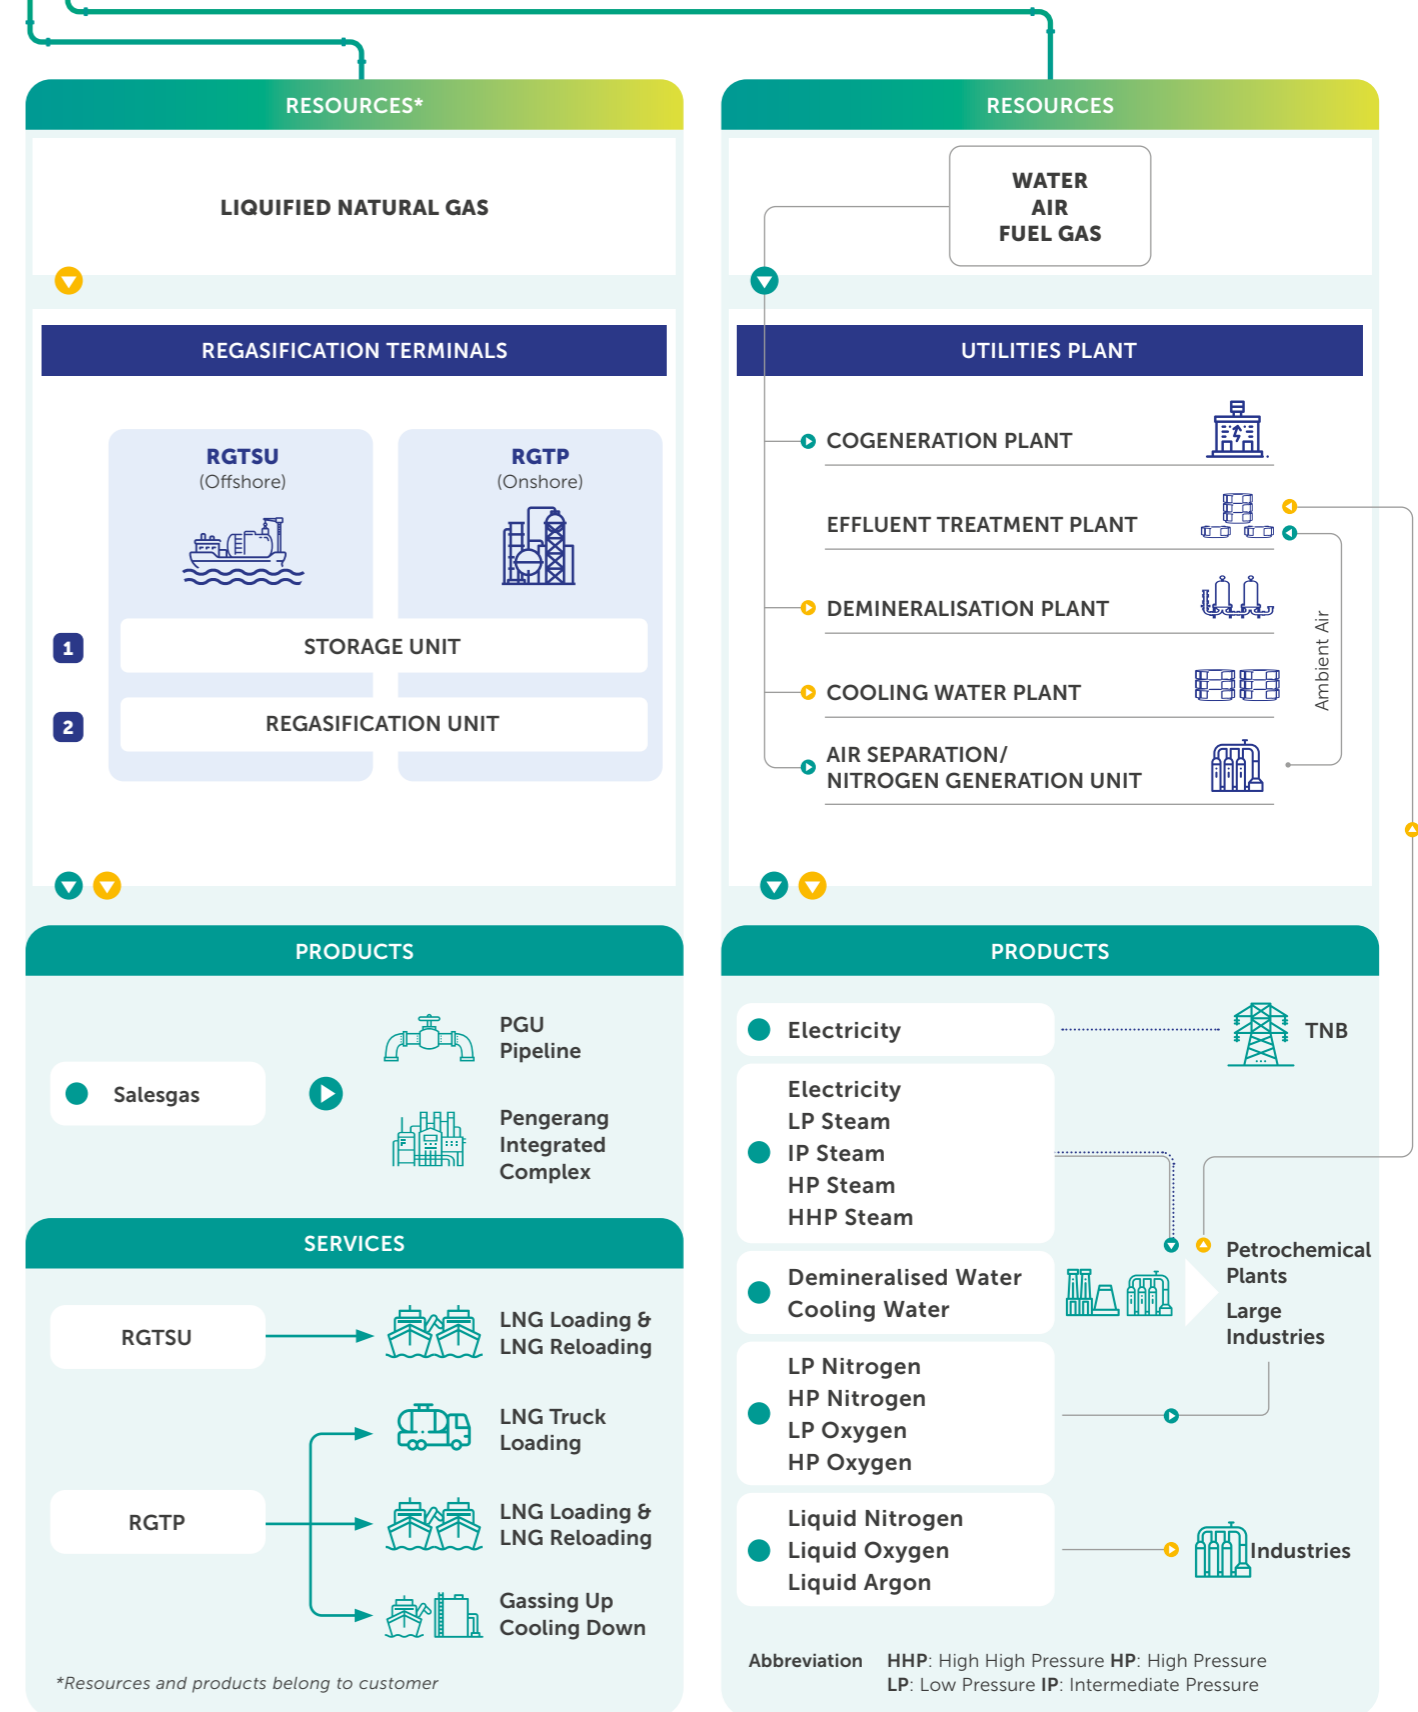 RESOURCES*
LIQUIFIED NATURAL GAS
REGASIFICATION TERMINALS
RGTSU
(Offshore)
RGTP
(Onshore)
1
STORAGE UNIT
2
REGASIFICATION UNIT
PRODUCTS
Salesgas
PGU
Pipeline
Pengerang
Integrated
Complex
SERVICES
RGTSU
LNG Loading &
LNG Reloading
RGTP
LNG Truck
Loading
LNG Loading &
LNG Reloading
Gassing Up
Cooling Down
*Resources and products belong to customer
RESOURCES
WATER
AIR
FUEL GAS
UTILITIES PLANT
COGENERATION PLANT
EFFLUENT TREATMENT PLANT
DEMINERALISATION PLANT
COOLING WATER PLANT
AIR SEPARATION/
NITROGEN GENERATION UNIT
Ambient Air
PRODUCTS
Electricity
TNB
Electricity
LP Steam
IP Steam
HP Steam
HHP Steam
Demineralised Water
Cooling Water
Petrochemical
Plants
Large
Industries
LP Nitrogen
HP Nitrogen
LP Oxygen
HP Oxygen
Liquid Nitrogen
Liquid Oxygen
Liquid Argon
Industries
Abbreviation HHP: High High Pressure HP: High Pressure
LP: Low Pressure IP: Intermediate Pressure